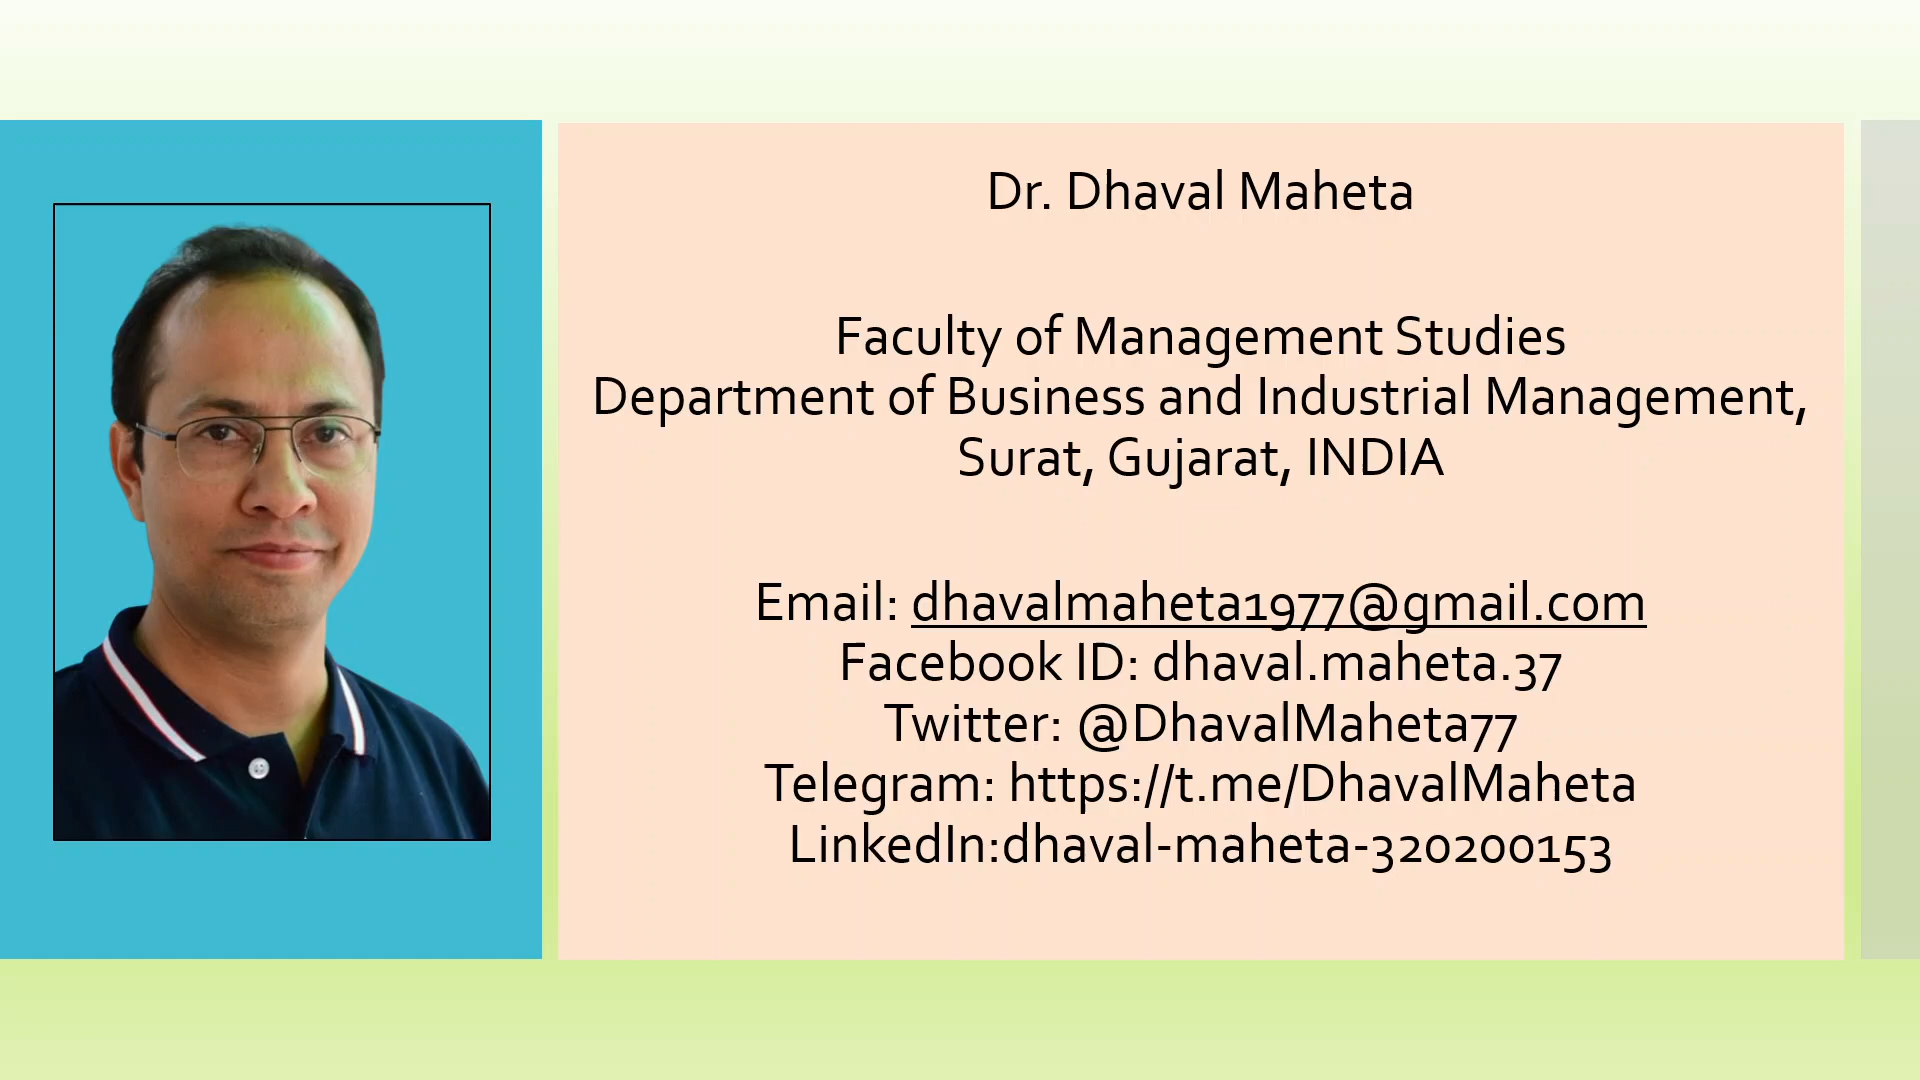 Dr. Dhaval Maheta
Faculty of Management Studies
Department of Business and Industrial Management,
Surat, Gujarat, INDIA
Email: dhavalmaheta1977@gmail.com
Facebook ID: dhaval.maheta.37
Twitter: @DhavalMaheta77
Telegram: https://t.me/DhavalMaheta
LinkedIn:dhaval-maheta-320200153